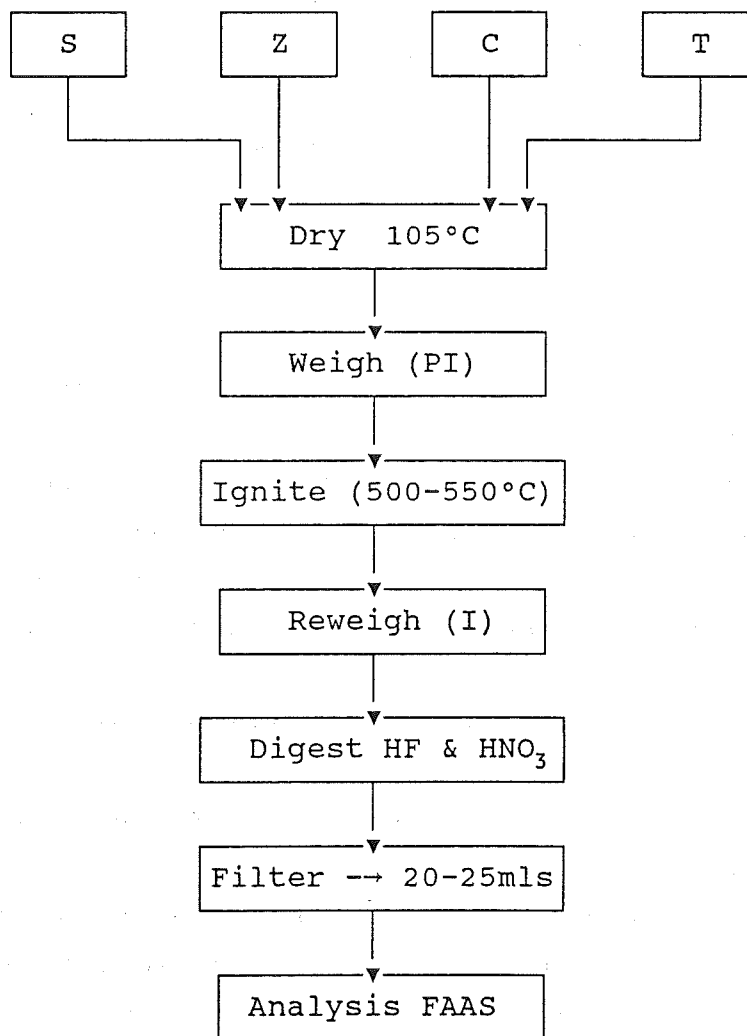 S Z C T
Dry 105°C
Weigh (PI)
Ignite (500-550°C)
Reweigh (I)
Digest HF & HNO₃
Filter --→ 20-25mls
Analysis FAAS